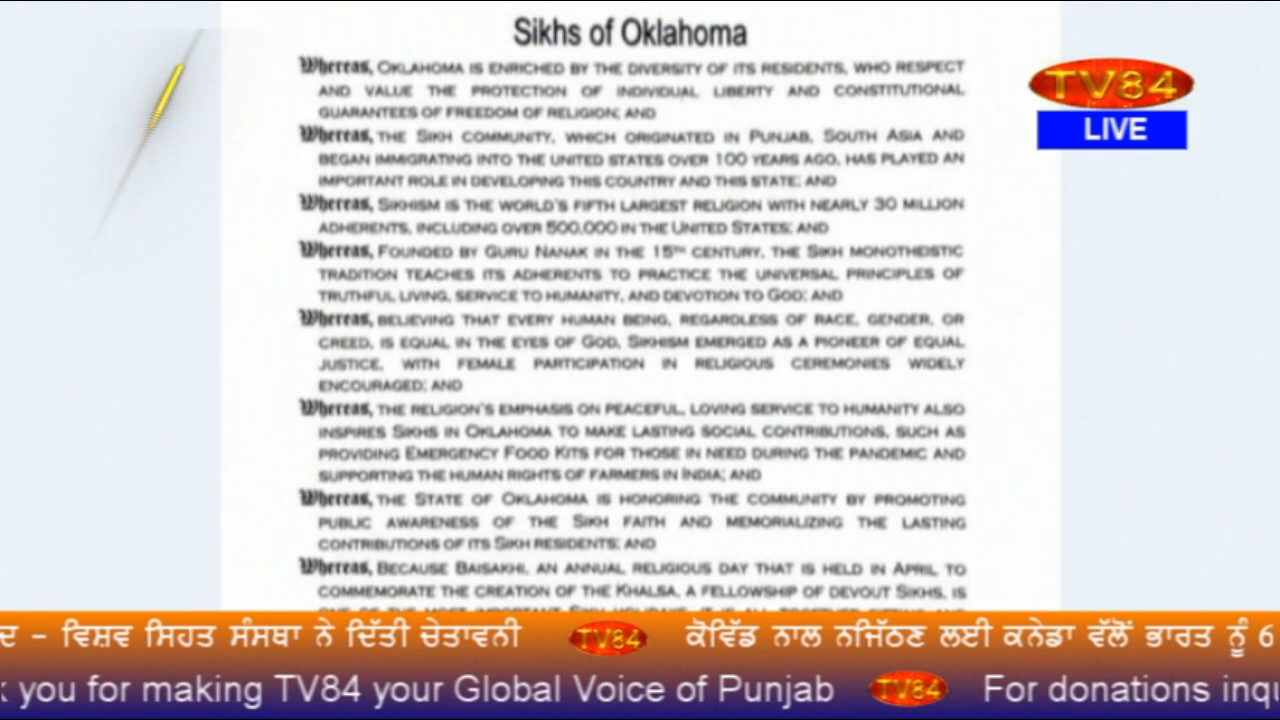 Sikhs of Oklahoma
Whereas, OKLAHOMA IS ENRICHED BY THE DIVERSITY OF ITS RESIDENTS, WHO RESPECT
AND VALUE THE PROTECTION OF INDIVIDUAL LIBERTY AND CONSTITUTIONAL
GUARANTEES OF FREEDOM OF RELIGION; AND
Whereas, THE SIKH COMMUNITY, WHICH ORIGINATED IN PUNJAB, SOUTH ASIA AND
BEGAN IMMIGRATING INTO THE UNITED STATES OVER 100 YEARS AGO, HAS PLAYED AN
IMPORTANT ROLE IN DEVELOPING THIS COUNTRY AND THIS STATE; AND
Whereas, SIKHISM IS THE WORLD'S FIFTH LARGEST RELIGION WITH NEARLY 30 MILLION
ADHERENTS, INCLUDING OVER 500,000 IN THE UNITED STATES; AND
Whereas, FOUNDED BY GURU NANAK IN THE 15TH CENTURY, THE SIKH MONOTHEISTIC
TRADITION TEACHES ITS ADHERENTS TO PRACTICE THE UNIVERSAL PRINCIPLES OF
TRUTHFUL LIVING, SERVICE TO HUMANITY, AND DEVOTION TO GOD; AND
Whereas, BELIEVING THAT EVERY HUMAN BEING, REGARDLESS OF RACE, GENDER, OR
CREED, IS EQUAL IN THE EYES OF GOD, SIKHISM EMERGED AS A PIONEER OF EQUAL
JUSTICE, WITH FEMALE PARTICIPATION IN RELIGIOUS CEREMONIES WIDELY
ENCOURAGED; AND
Whereas, THE RELIGION'S EMPHASIS ON PEACEFUL, LOVING SERVICE TO HUMANITY ALSO
INSPIRES SIKHS IN OKLAHOMA TO MAKE LASTING SOCIAL CONTRIBUTIONS, SUCH AS
PROVIDING EMERGENCY FOOD KITS FOR THOSE IN NEED DURING THE PANDEMIC AND
SUPPORTING THE HUMAN RIGHTS OF FARMERS IN INDIA; AND
Whereas, THE STATE OF OKLAHOMA IS HONORING THE COMMUNITY BY PROMOTING
PUBLIC AWARENESS OF THE SIKH FAITH AND MEMORIALIZING THE LASTING
CONTRIBUTIONS OF ITS SIKH RESIDENTS; AND
Whereas, BECAUSE BAISAKHI, AN ANNUAL RELIGIOUS DAY THAT IS HELD IN APRIL TO
COMMEMORATE THE CREATION OF THE KHALSA, A FELLOWSHIP OF DEVOUT SIKHS, IS
TV84
LIVE
ਦ - ਵਿਸ਼ਵ ਸਿਹਤ ਸੰਸਥਾ ਨੇ ਦਿੱਤੀ ਚੇਤਾਵਨੀ TV84 ਕੋਵਿੱਡ ਨਾਲ ਨਜਿੱਠਣ ਲਈ ਕਨੇਡਾ ਵੱਲੋਂ ਭਾਰਤ ਨੂੰ 6
k you for making TV84 your Global Voice of Punjab TV84 For donations inqu